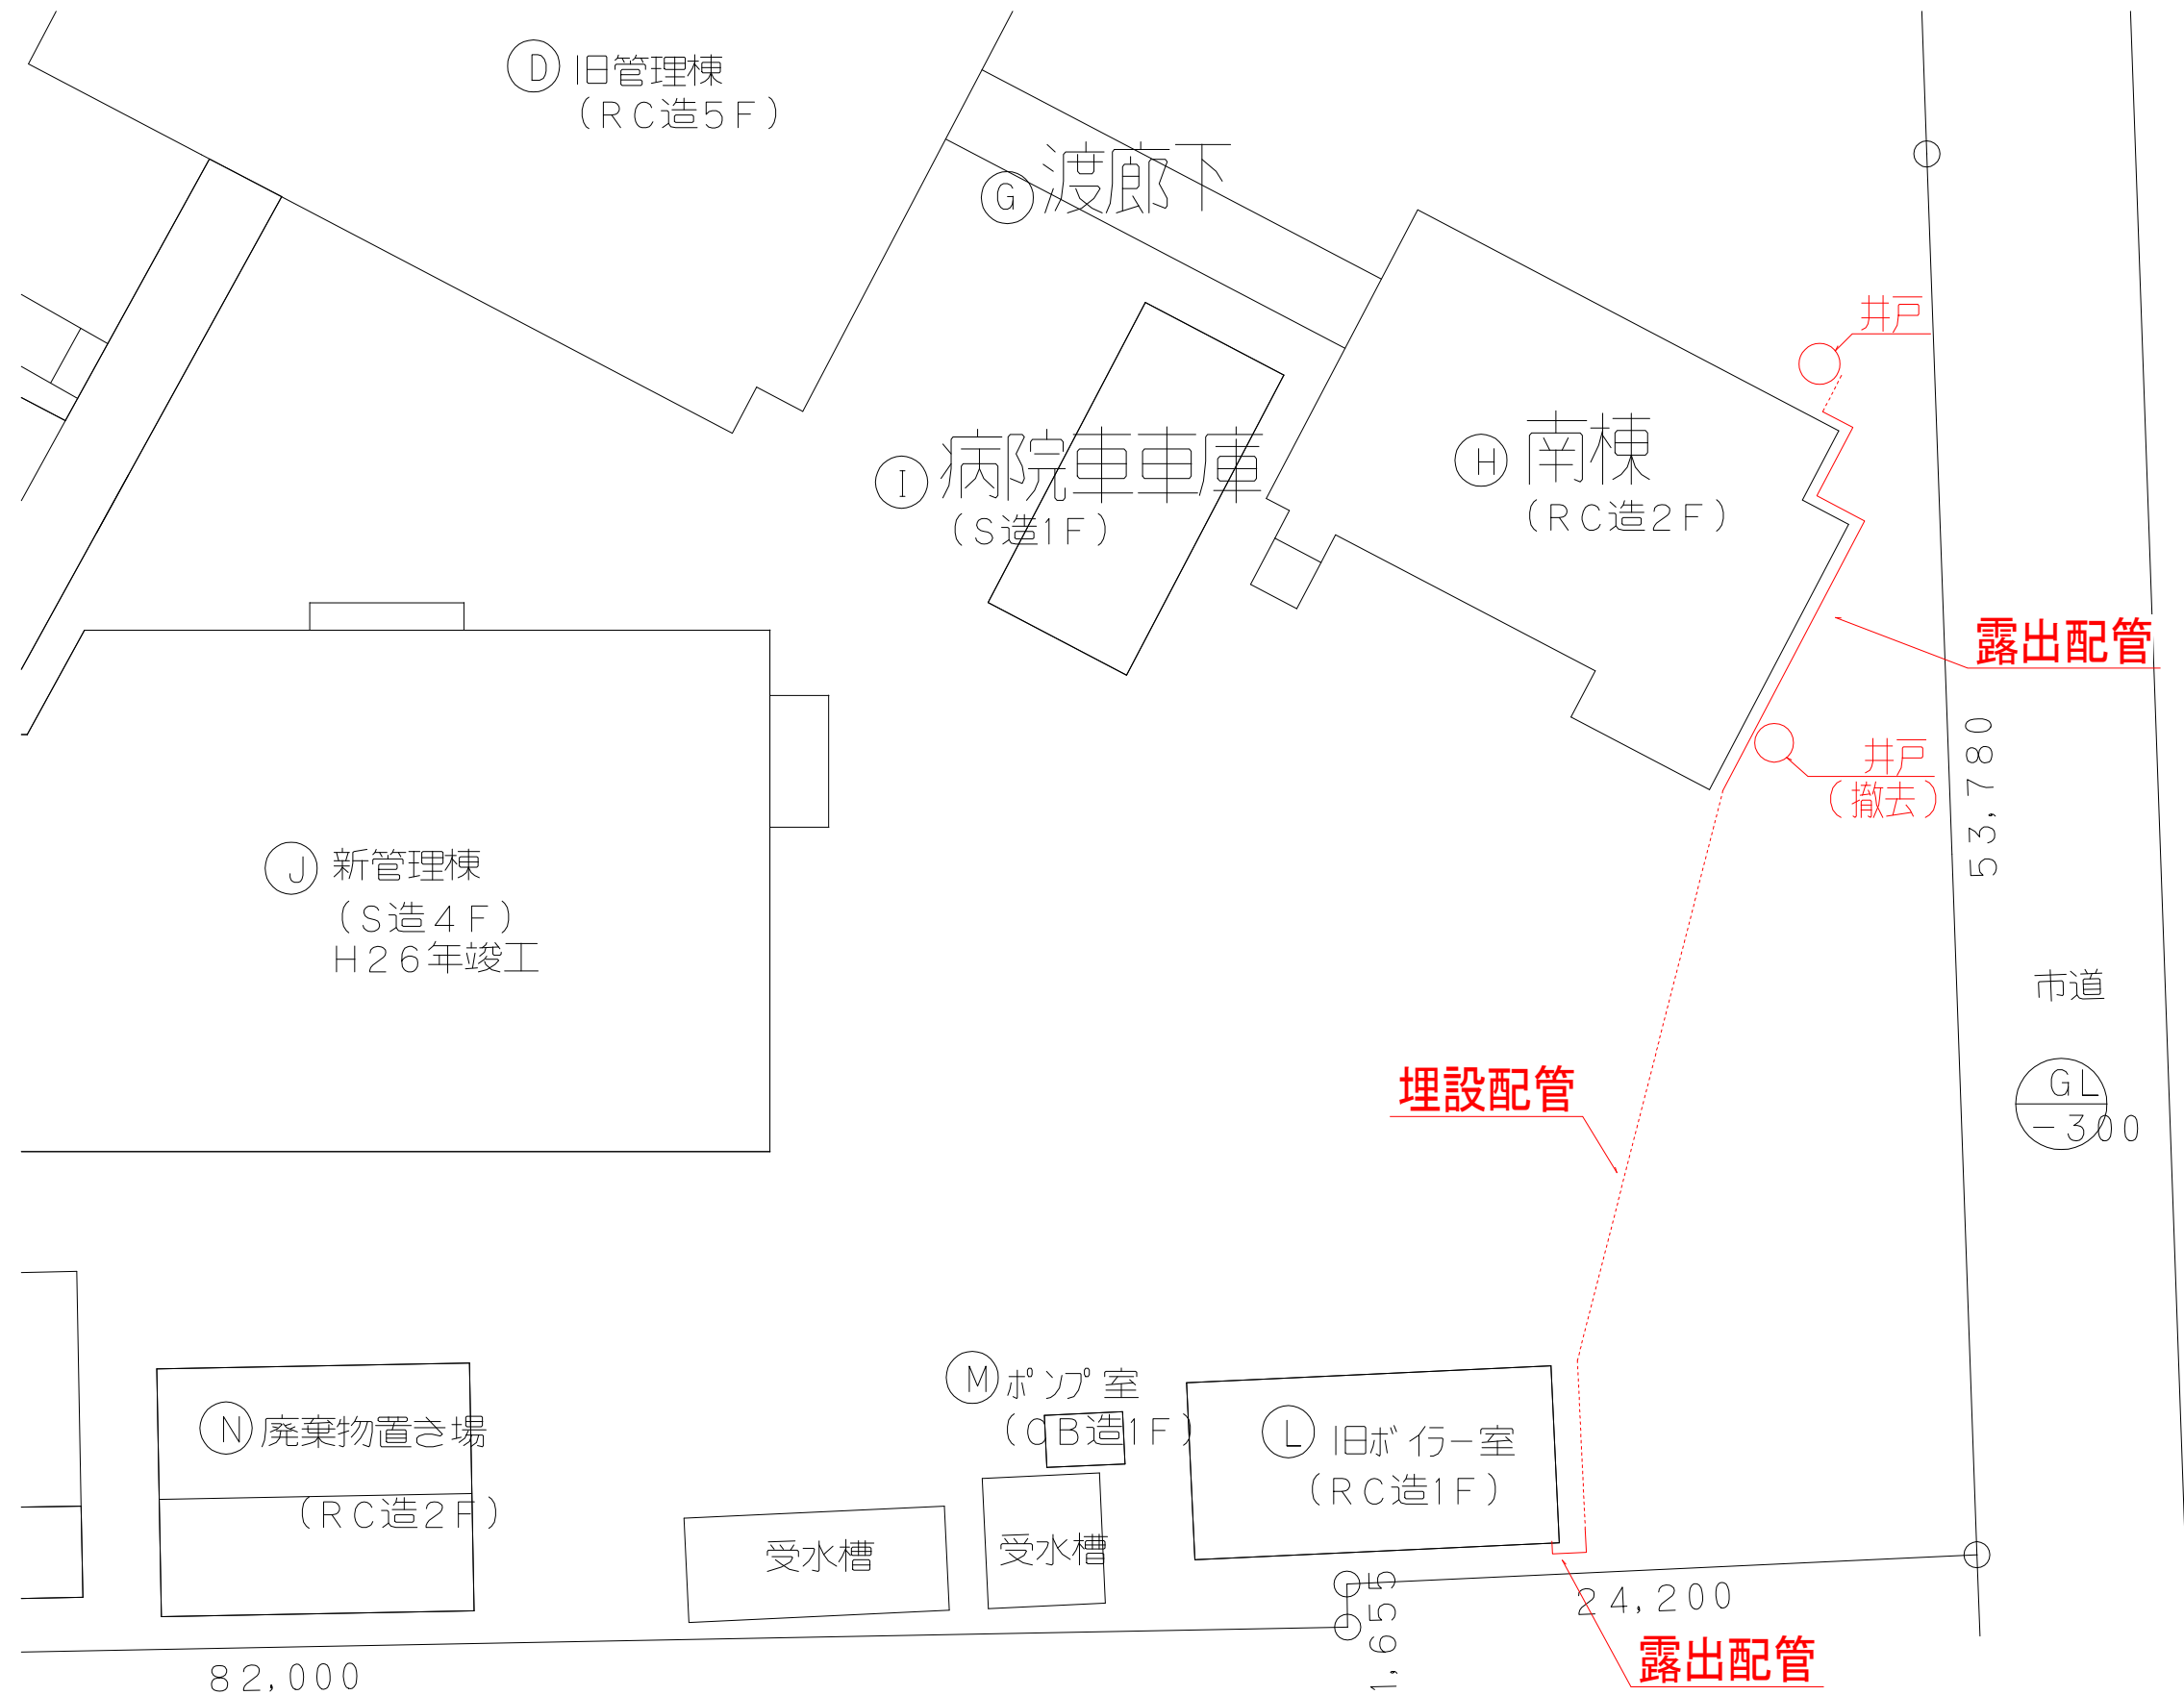 D 旧管理棟
(RC造5F)
G 渡廊下
井戸
I 病院車車庫
(S造1F)
H 南棟
(RC造2F)
露出配管
53,780
井戸
(撤去)
J 新管理棟
(S造4F)
H26年竣工
市道
GL
-300
埋設配管
M ポンプ室
(CB造1F)
L 旧ボイラー室
(RC造1F)
N 廃棄物置き場
(RC造2F)
受水槽
受水槽
1,655
24,200
露出配管
82,000